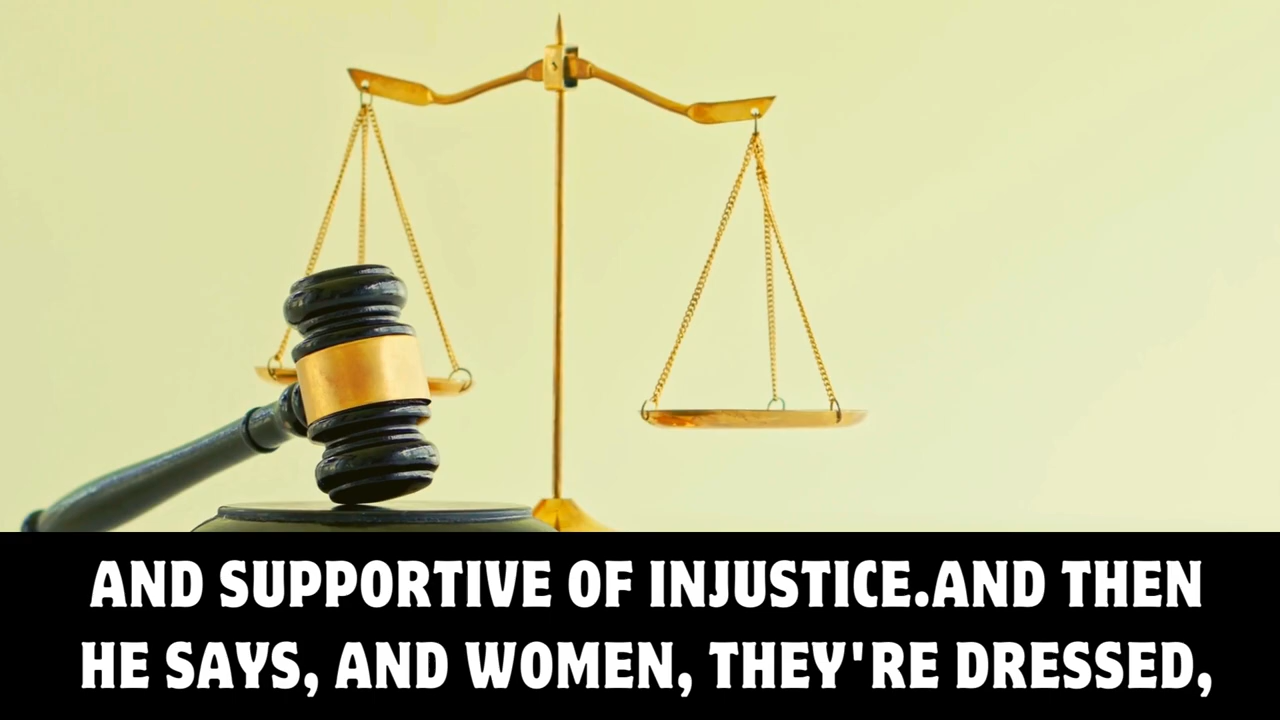 AND SUPPORTIVE OF INJUSTICE.AND THEN
HE SAYS, AND WOMEN, THEY'RE DRESSED,